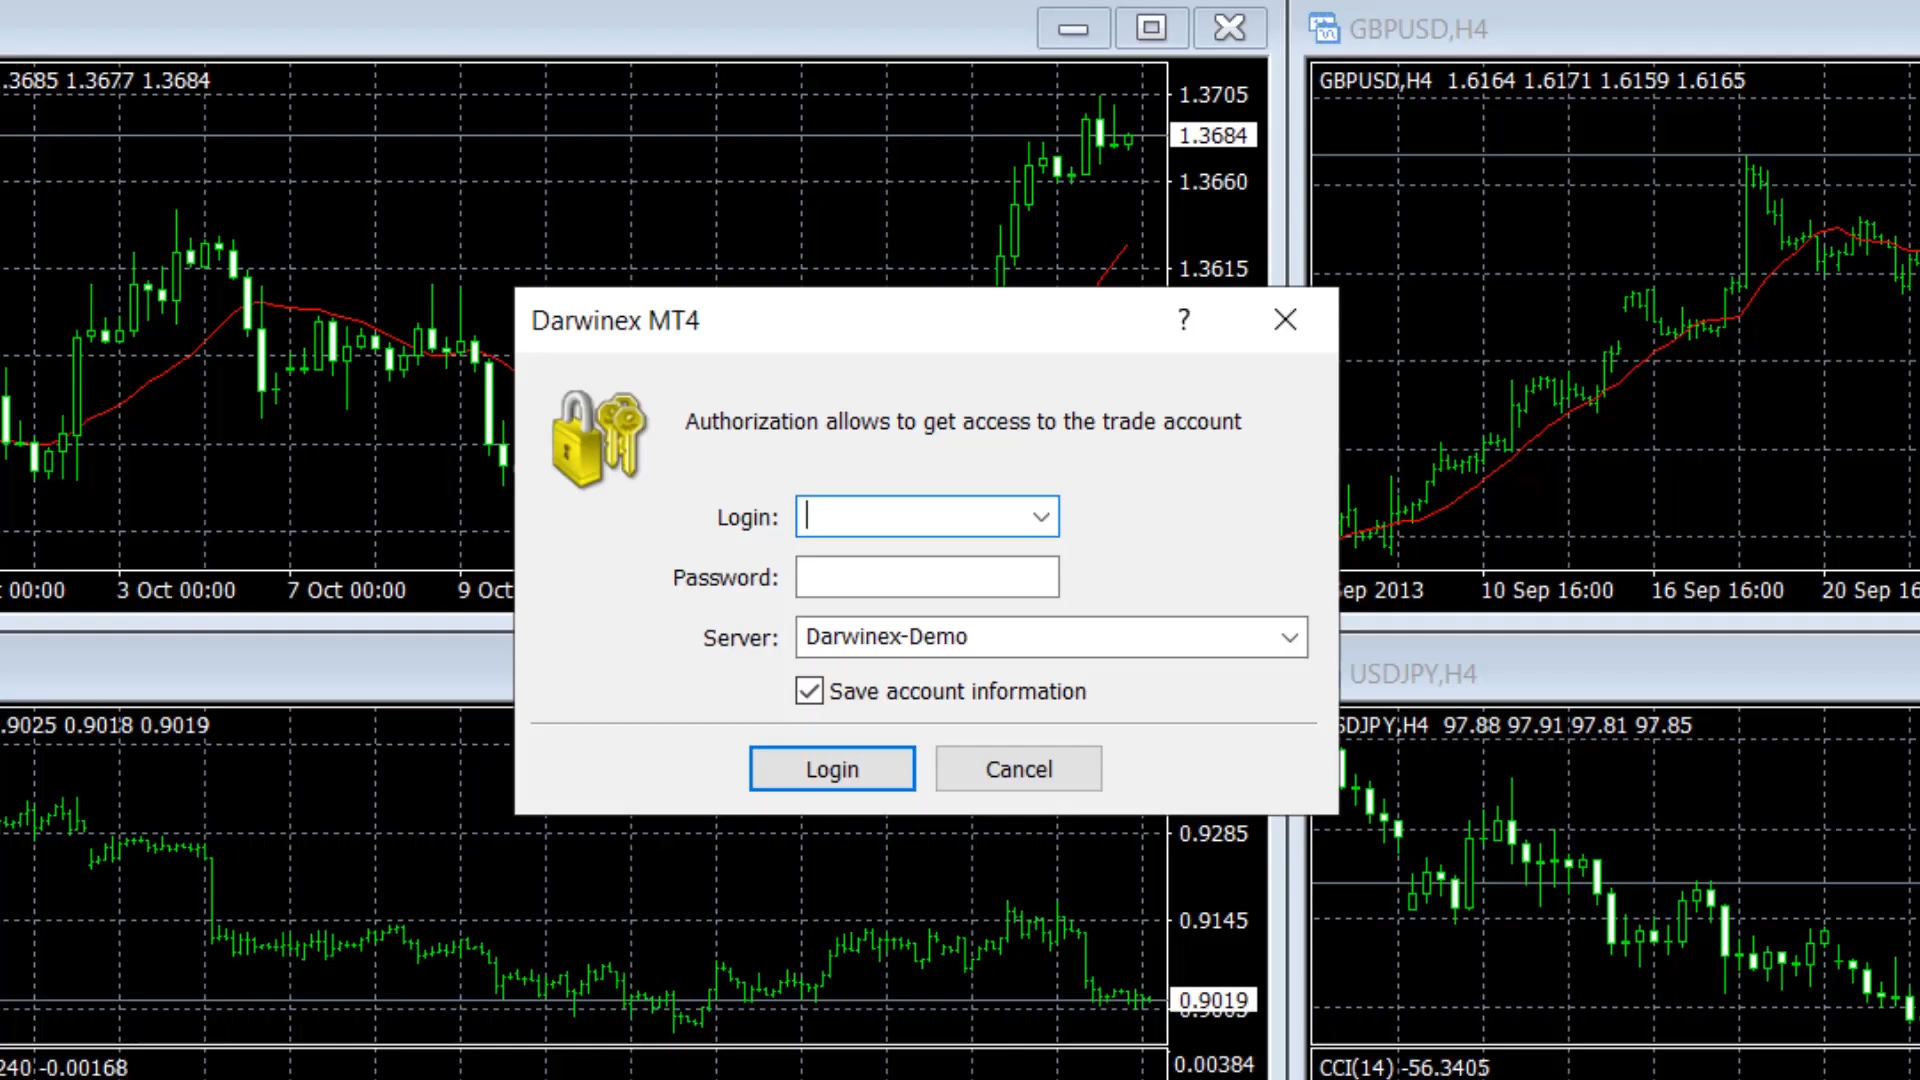 GBPUSD,H4
.3685 1.3677 1.3684
1.3705
1.3684
1.3660
1.3615
GBPUSD,H4 1.6164 1.6171 1.6159 1.6165
Darwinex MT4
?
Authorization allows to get access to the trade account
Login:
Password:
Server: Darwinex-Demo
Save account information
Login Cancel
00:00 3 Oct 00:00 7 Oct 00:00 9 Oct
Sep 2013 10 Sep 16:00 16 Sep 16:00 20 Sep 16
USDJPY,H4
.9025 0.9018 0.9019
SDJPY,H4 97.88 97.91 97.81 97.85
0.9285
0.9145
0.9019
240 -0.00168
0.00384
CCI(14) -56.3405